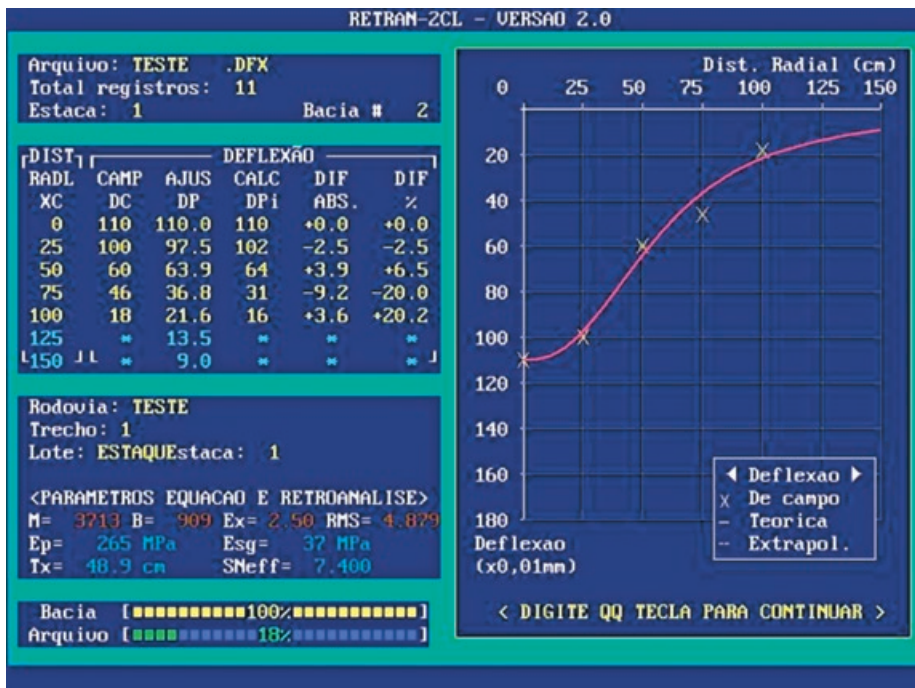 RETRAN-2CL - VERSAO 2.0
Arquivo: TESTE .DFX
Total registros: 11
Estaca: 1 Bacia # 2
DIST DEFLEXÃO
RADL CAMP AJUS CALC DIF DIF
XC DC DP DPi ABS. %
0 110 110.0 110 +0.0 +0.0
25 100 97.5 102 -2.5 -2.5
50 60 63.9 64 +3.9 +6.5
75 46 36.8 31 -9.2 -20.0
100 18 21.6 16 +3.6 +20.2
125 * 13.5 * * *
150 * 9.0 * * *
Rodovia: TESTE
Trecho: 1
Lote: ESTAQUEstaca: 1
<PARAMETROS EQUACAO E RETROANALISE>
M= 3713 B= 909 Ex= 2.50 RMS= 4.879
Ep= 265 MPa Esg= 37 MPa
Tx= 48.9 cm SNeff= 7.400
Bacia [100%]
Arquivo [18%]
Dist. Radial (cm)
0 25 50 75 100 125 150
20
40
60
80
100
120
140
160
180
Deflexao
(x0,01mm)
◄ Deflexao ►
X De campo
- Teorica
-- Extrapol.
< DIGITE QQ TECLA PARA CONTINUAR >